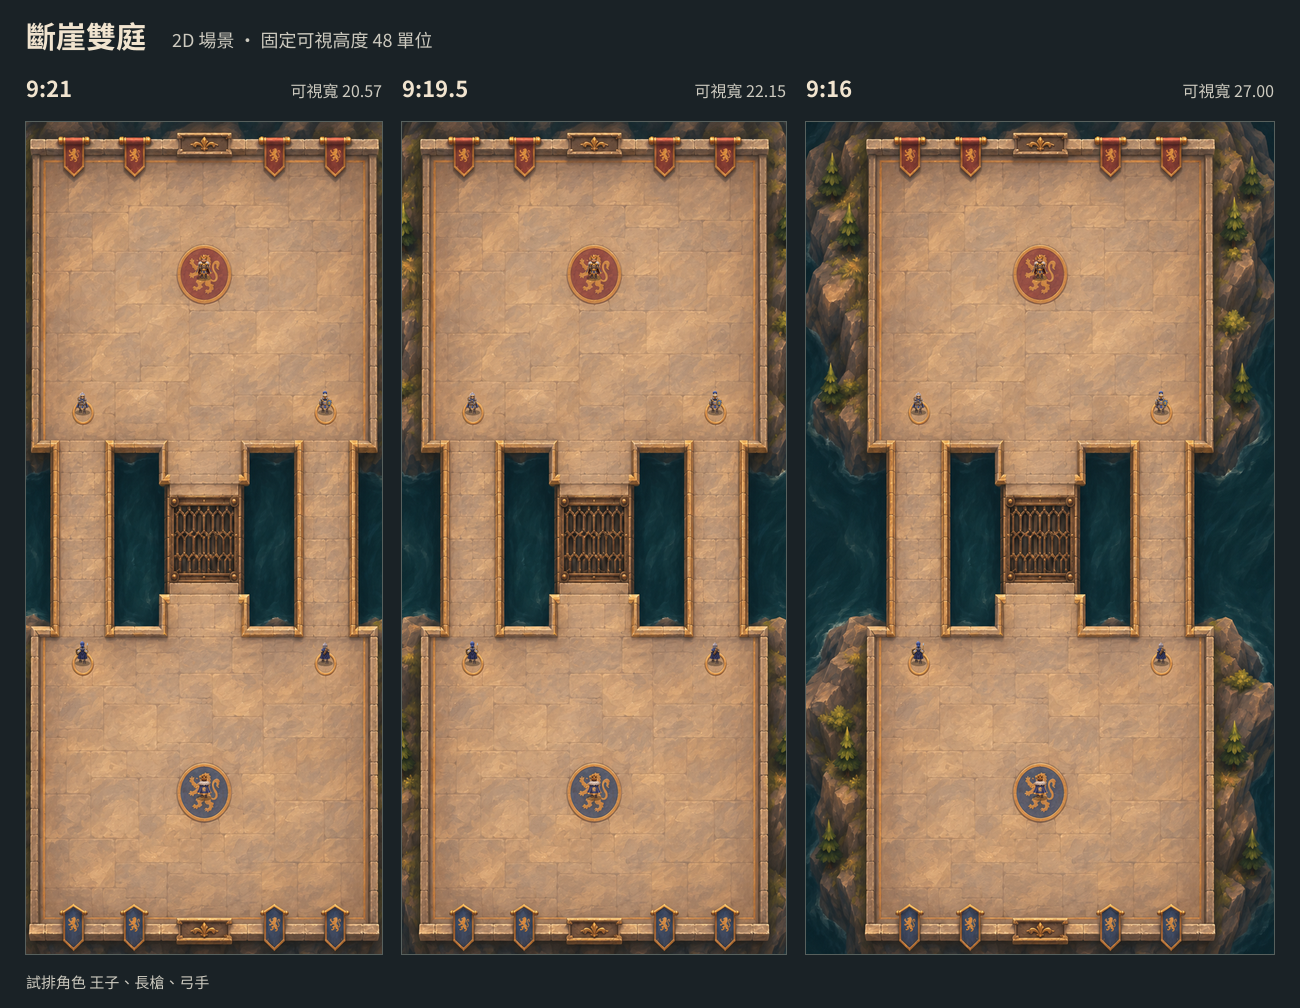 斷崖雙庭 2D 場景 · 固定可視高度 48 單位
9:21 可視寬 20.57 9:19.5 可視寬 22.15 9:16 可視寬 27.00
試排角色 王子、長槍、弓手